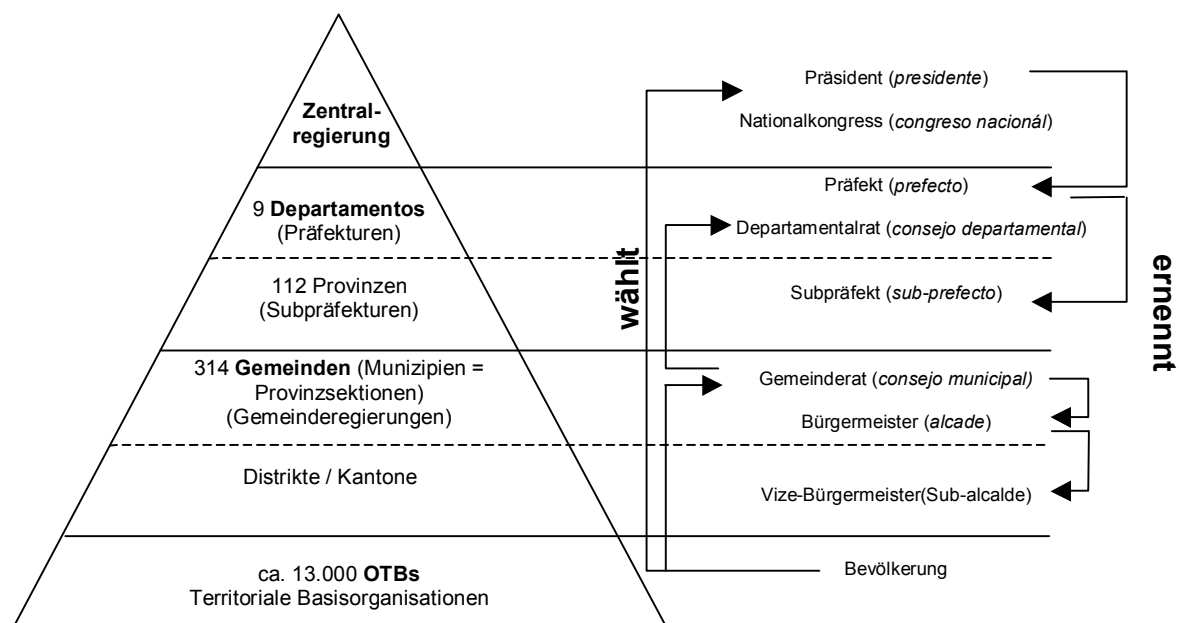 Zentral-
regierung
9 Departamentos
(Präfekturen)
112 Provinzen
(Subpräfekturen)
314 Gemeinden (Munizipien =
Provinzsektionen)
(Gemeinderegierungen)
Distrikte / Kantone
ca. 13.000 OTBs
Territoriale Basisorganisationen
wählt
Präsident (presidente)
Nationalkongress (congreso nacionál)
Präfekt (prefecto)
Departamentalrat (consejo departamental)
Subpräfekt (sub-prefecto)
Gemeinderat (consejo municipal)
Bürgermeister (alcade)
Vize-Bürgermeister(Sub-alcalde)
Bevölkerung
ernennt